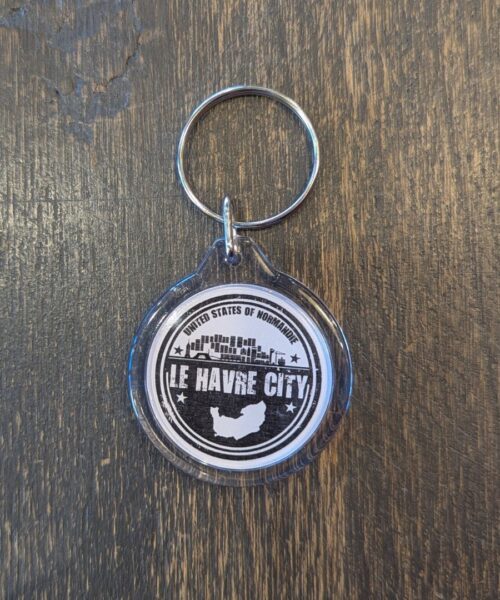 UNITED STATES OF NORMANDIE
LE HAVRE CITY